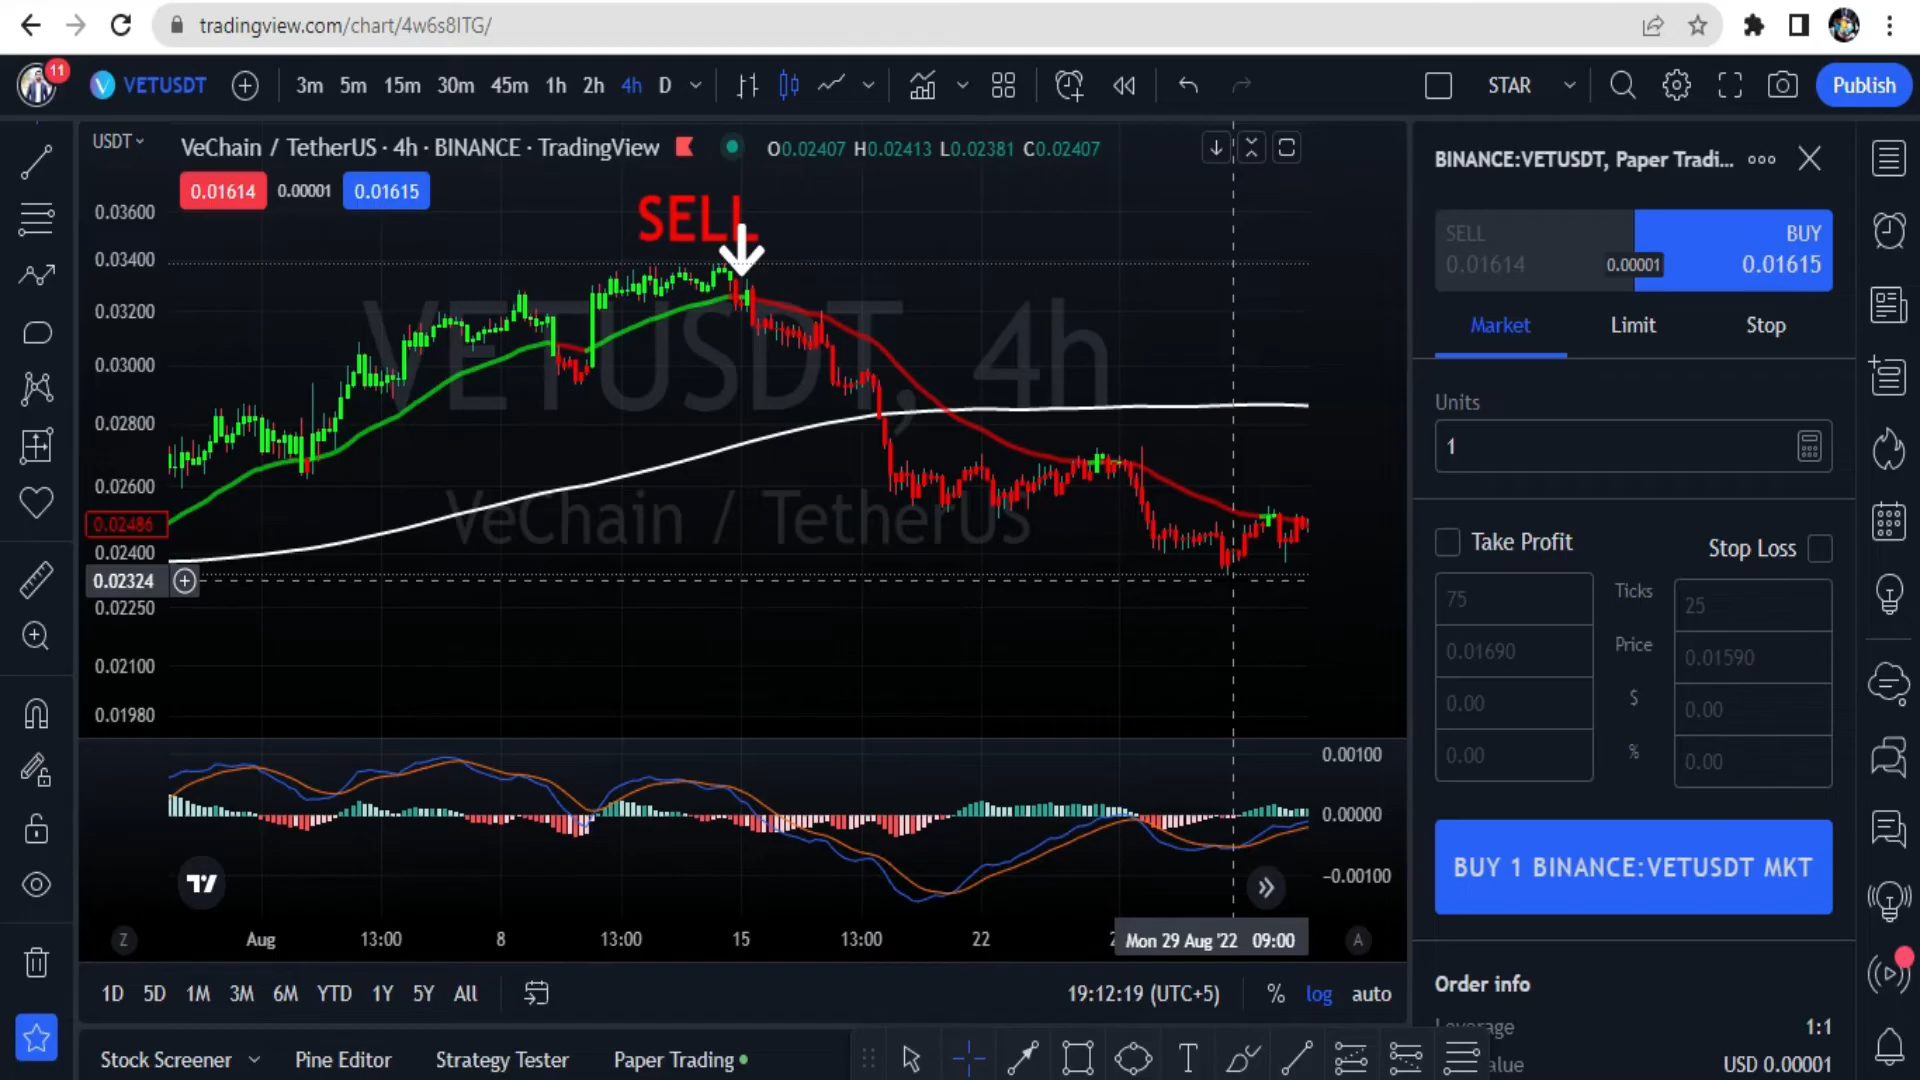 tradingview.com/chart/4w6s8ITG/
11 VETUSDT 3m 5m 15m 30m 45m 1h 2h 4h D STAR Publish
USDT VeChain / TetherUS · 4h · BINANCE · TradingView O0.02407 H0.02413 L0.02381 C0.02407
0.01614 0.00001 0.01615
SELL
0.03600
0.03400
0.03200
0.03000
0.02800
0.02600
0.02486
0.02400
0.02324
0.02250
0.02100
0.01980
VETUSDT, 4h
VeChain / TetherUS
0.00100
0.00000
−0.00100
Z Aug 13:00 8 13:00 15 13:00 22 Mon 29 Aug '22 09:00 A
1D 5D 1M 3M 6M YTD 1Y 5Y All 19:12:19 (UTC+5) % log auto
Stock Screener Pine Editor Strategy Tester Paper Trading
BINANCE:VETUSDT, Paper Tradi...
SELL BUY
0.01614 0.00001 0.01615
Market Limit Stop
Units
1
Take Profit Stop Loss
75 Ticks 25
0.01690 Price 0.01590
0.00 $ 0.00
0.00 % 0.00
BUY 1 BINANCE:VETUSDT MKT
Order info
1:1
USD 0.00001